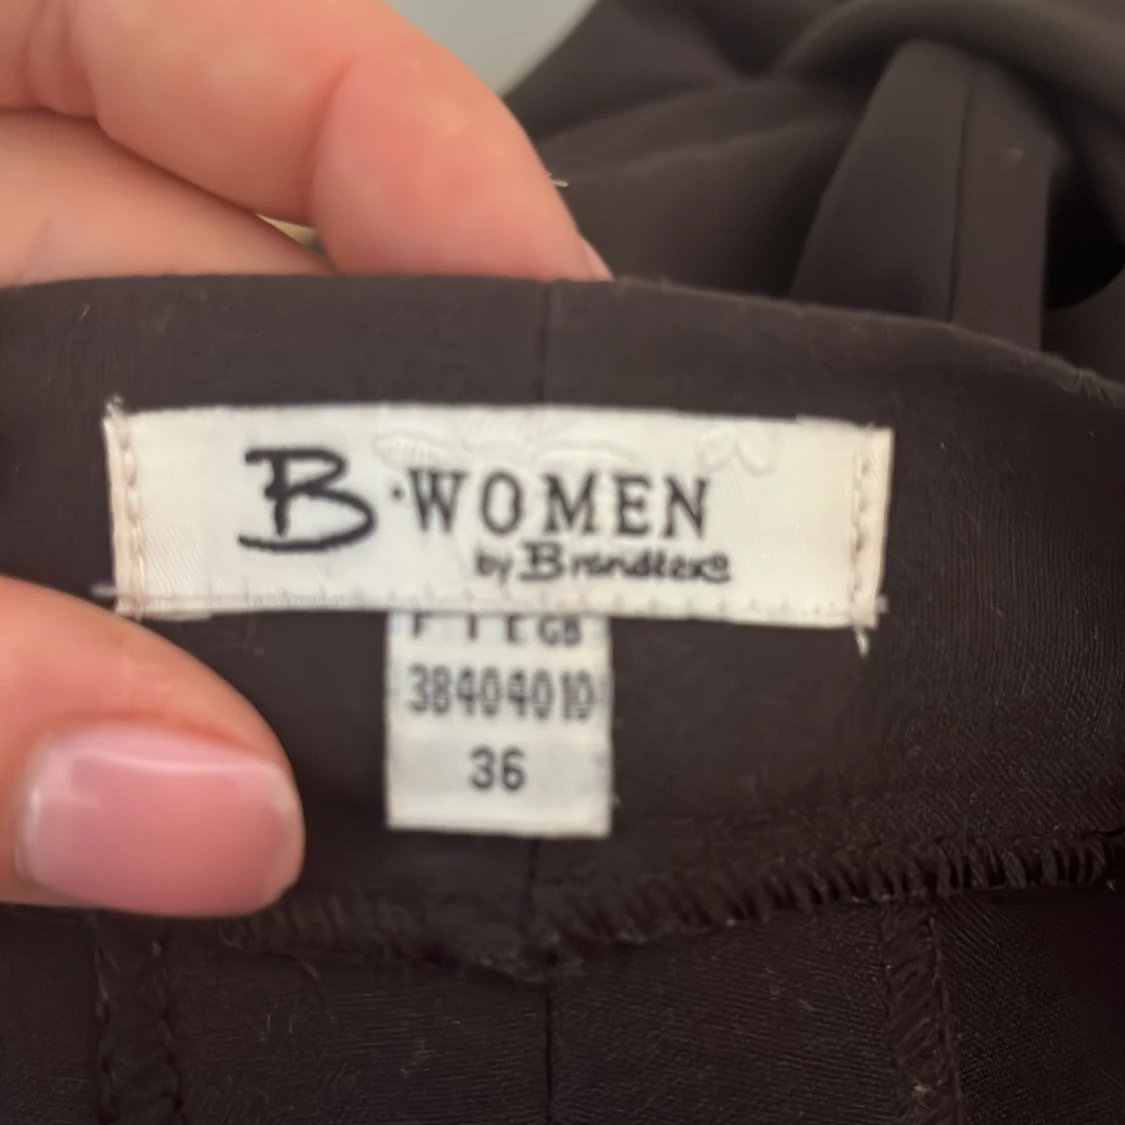 B·WOMEN
by Brandtex
F I E GB
38 40 40 10
36